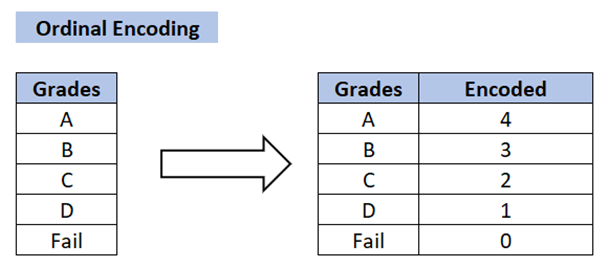 Ordinal Encoding
Grades
A
B
C
D
Fail
Grades Encoded
A 4
B 3
C 2
D 1
Fail 0